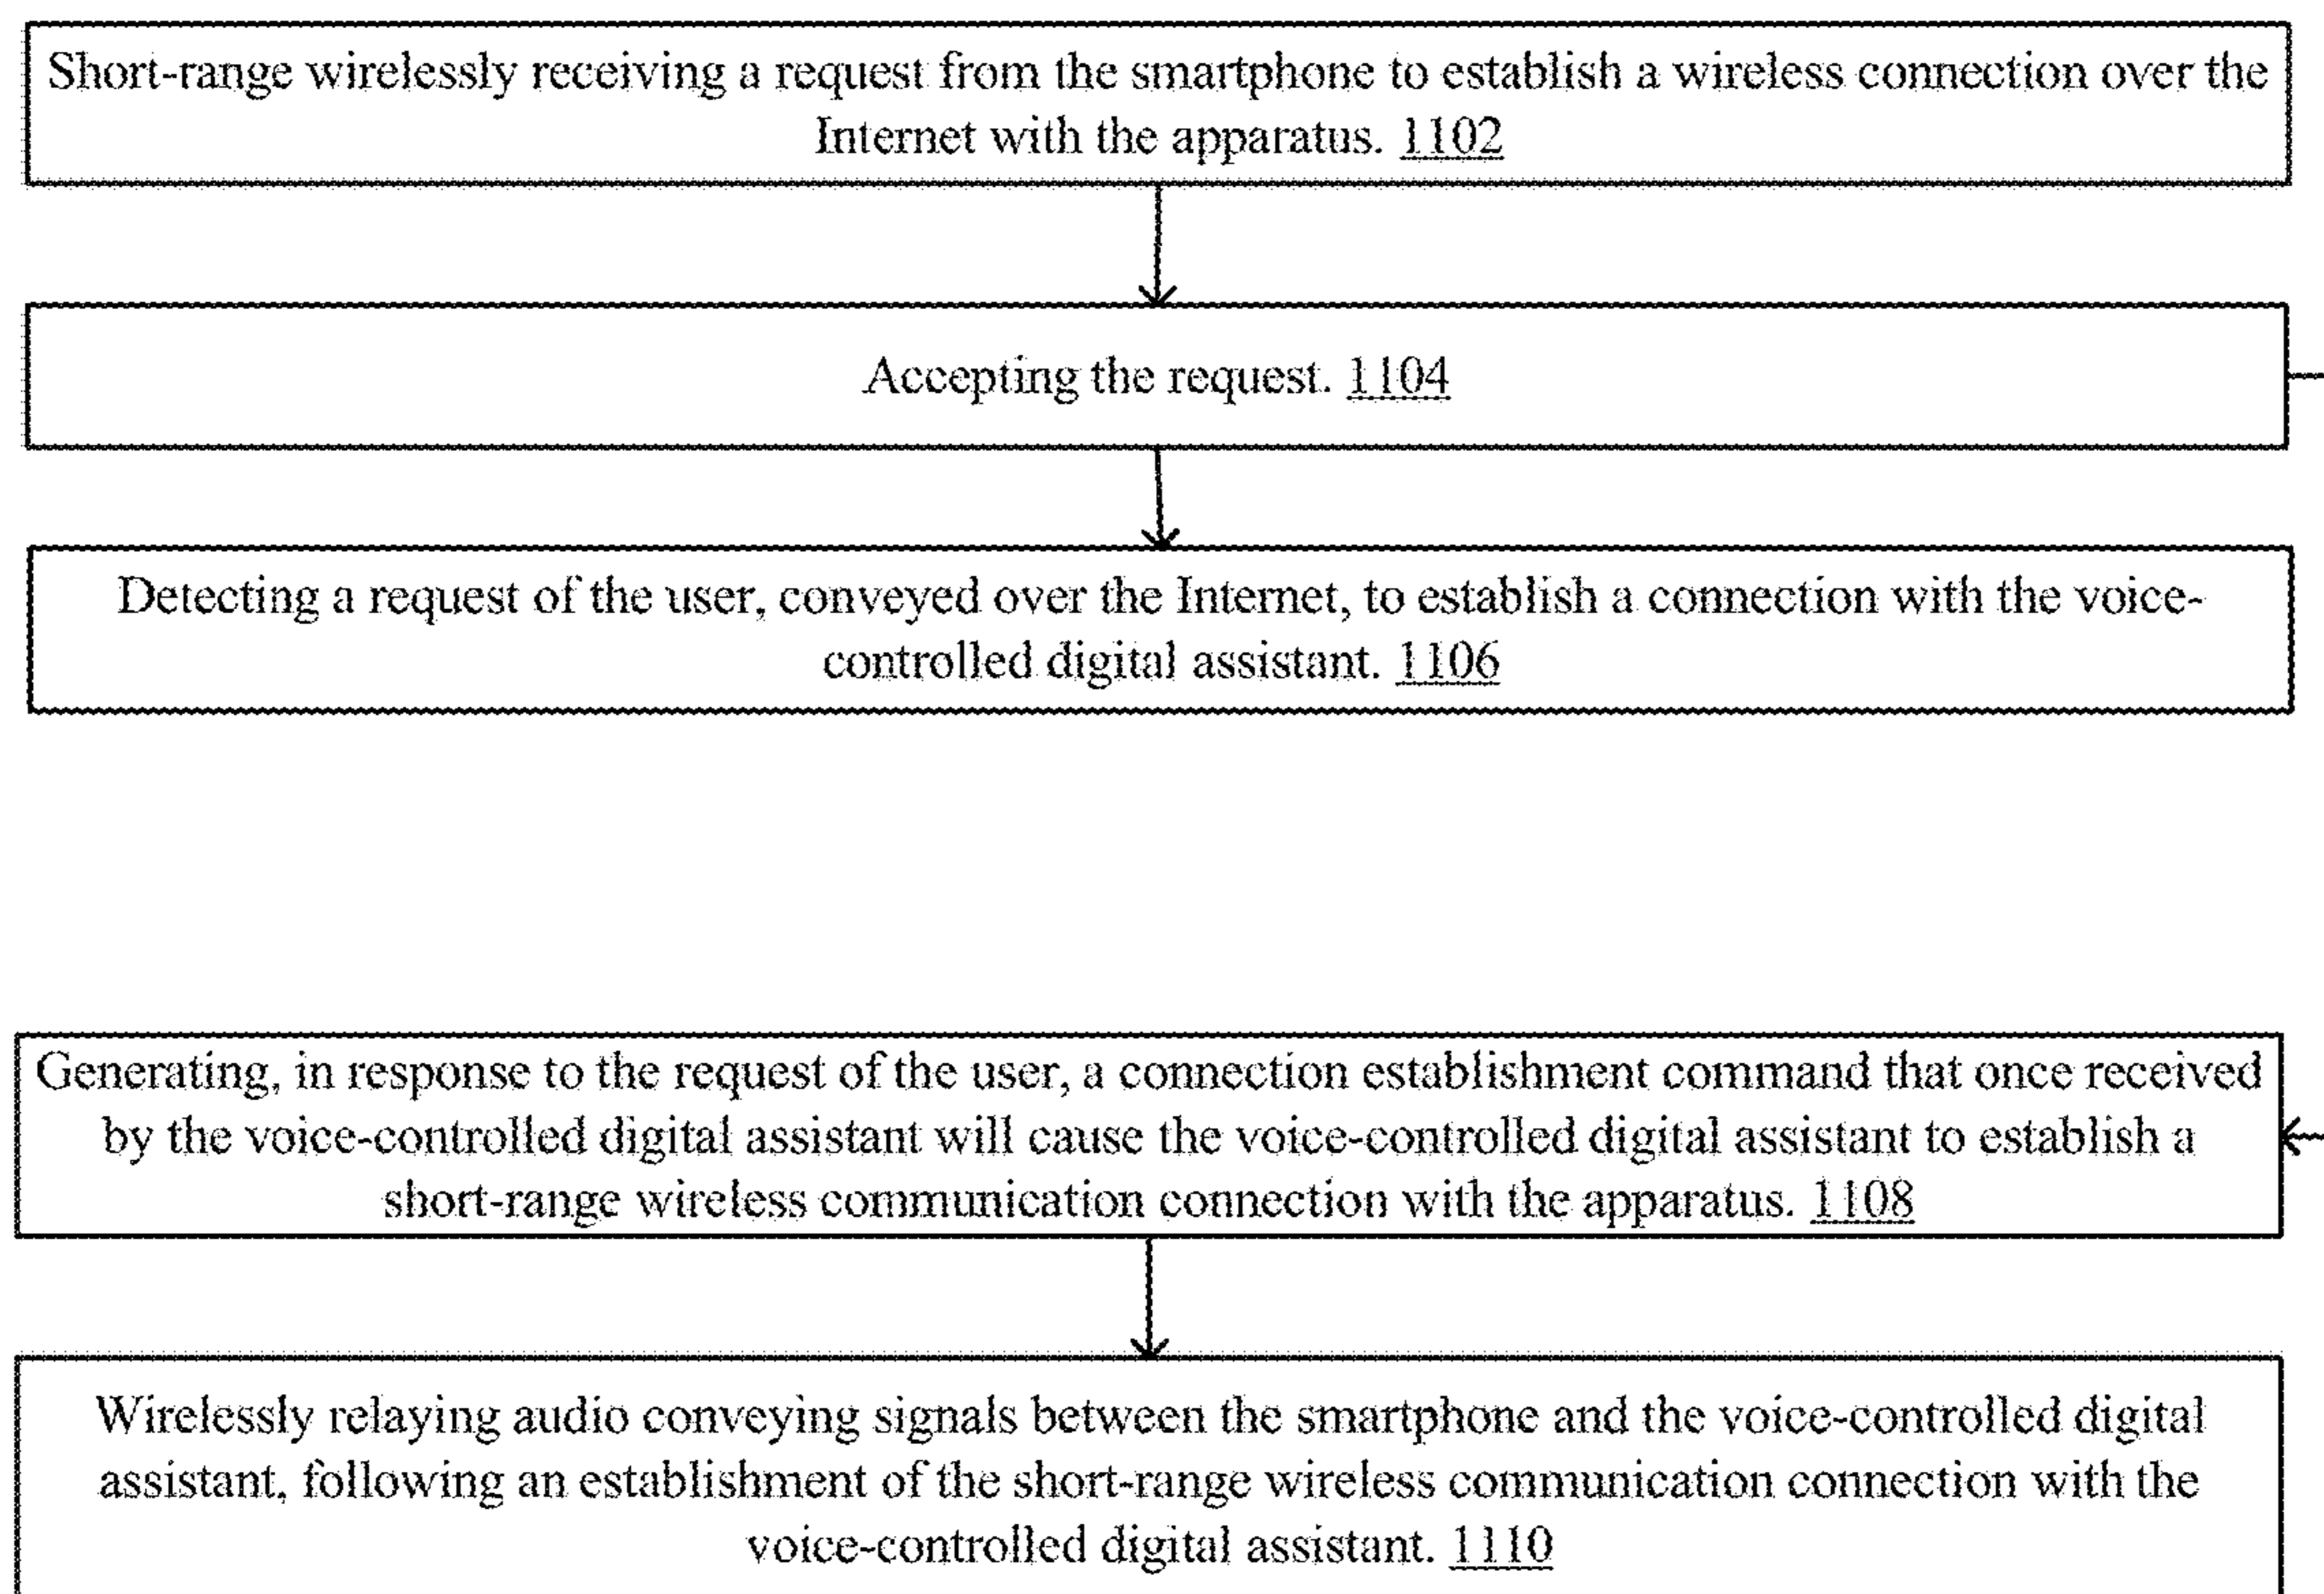 Short-range wirelessly receiving a request from the smartphone to establish a wireless connection over the
Internet with the apparatus. 1102
Accepting the request. 1104
Detecting a request of the user, conveyed over the Internet, to establish a connection with the voice-
controlled digital assistant. 1106
Generating, in response to the request of the user, a connection establishment command that once received
by the voice-controlled digital assistant will cause the voice-controlled digital assistant to establish a
short-range wireless communication connection with the apparatus. 1108
Wirelessly relaying audio conveying signals between the smartphone and the voice-controlled digital
assistant, following an establishment of the short-range wireless communication connection with the
voice-controlled digital assistant. 1110